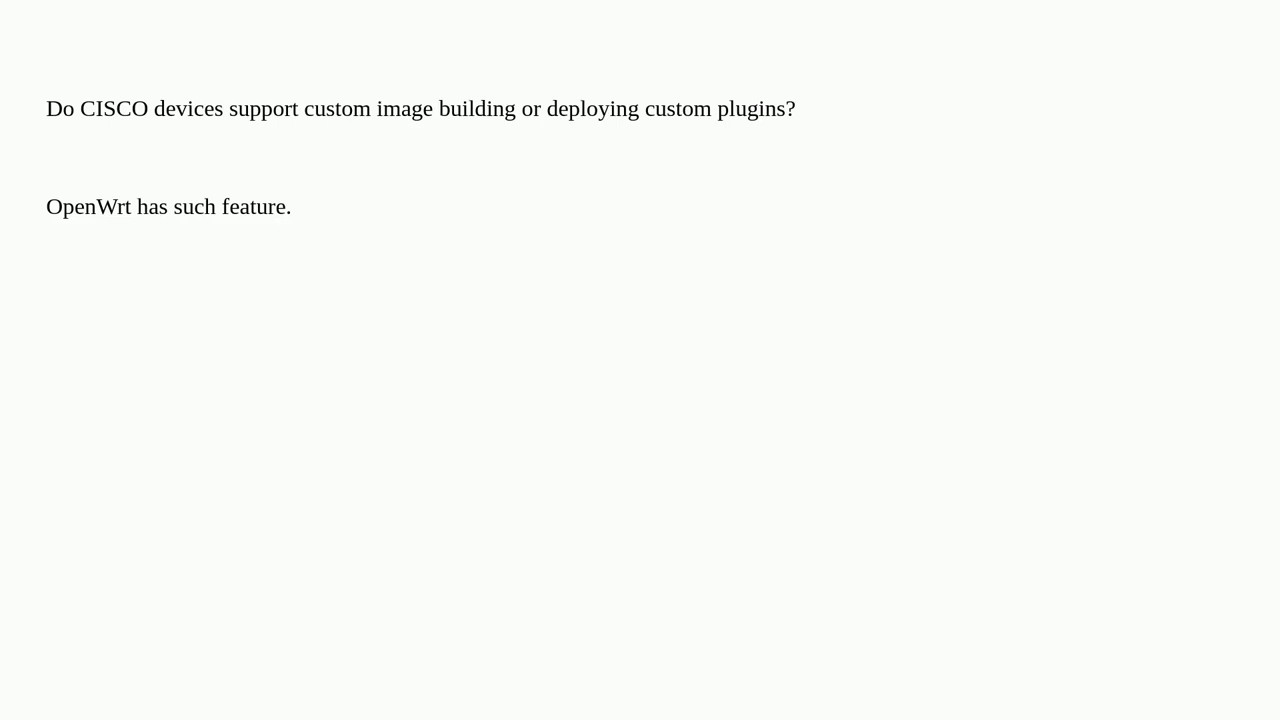 Do CISCO devices support custom image building or deploying custom plugins?
OpenWrt has such feature.